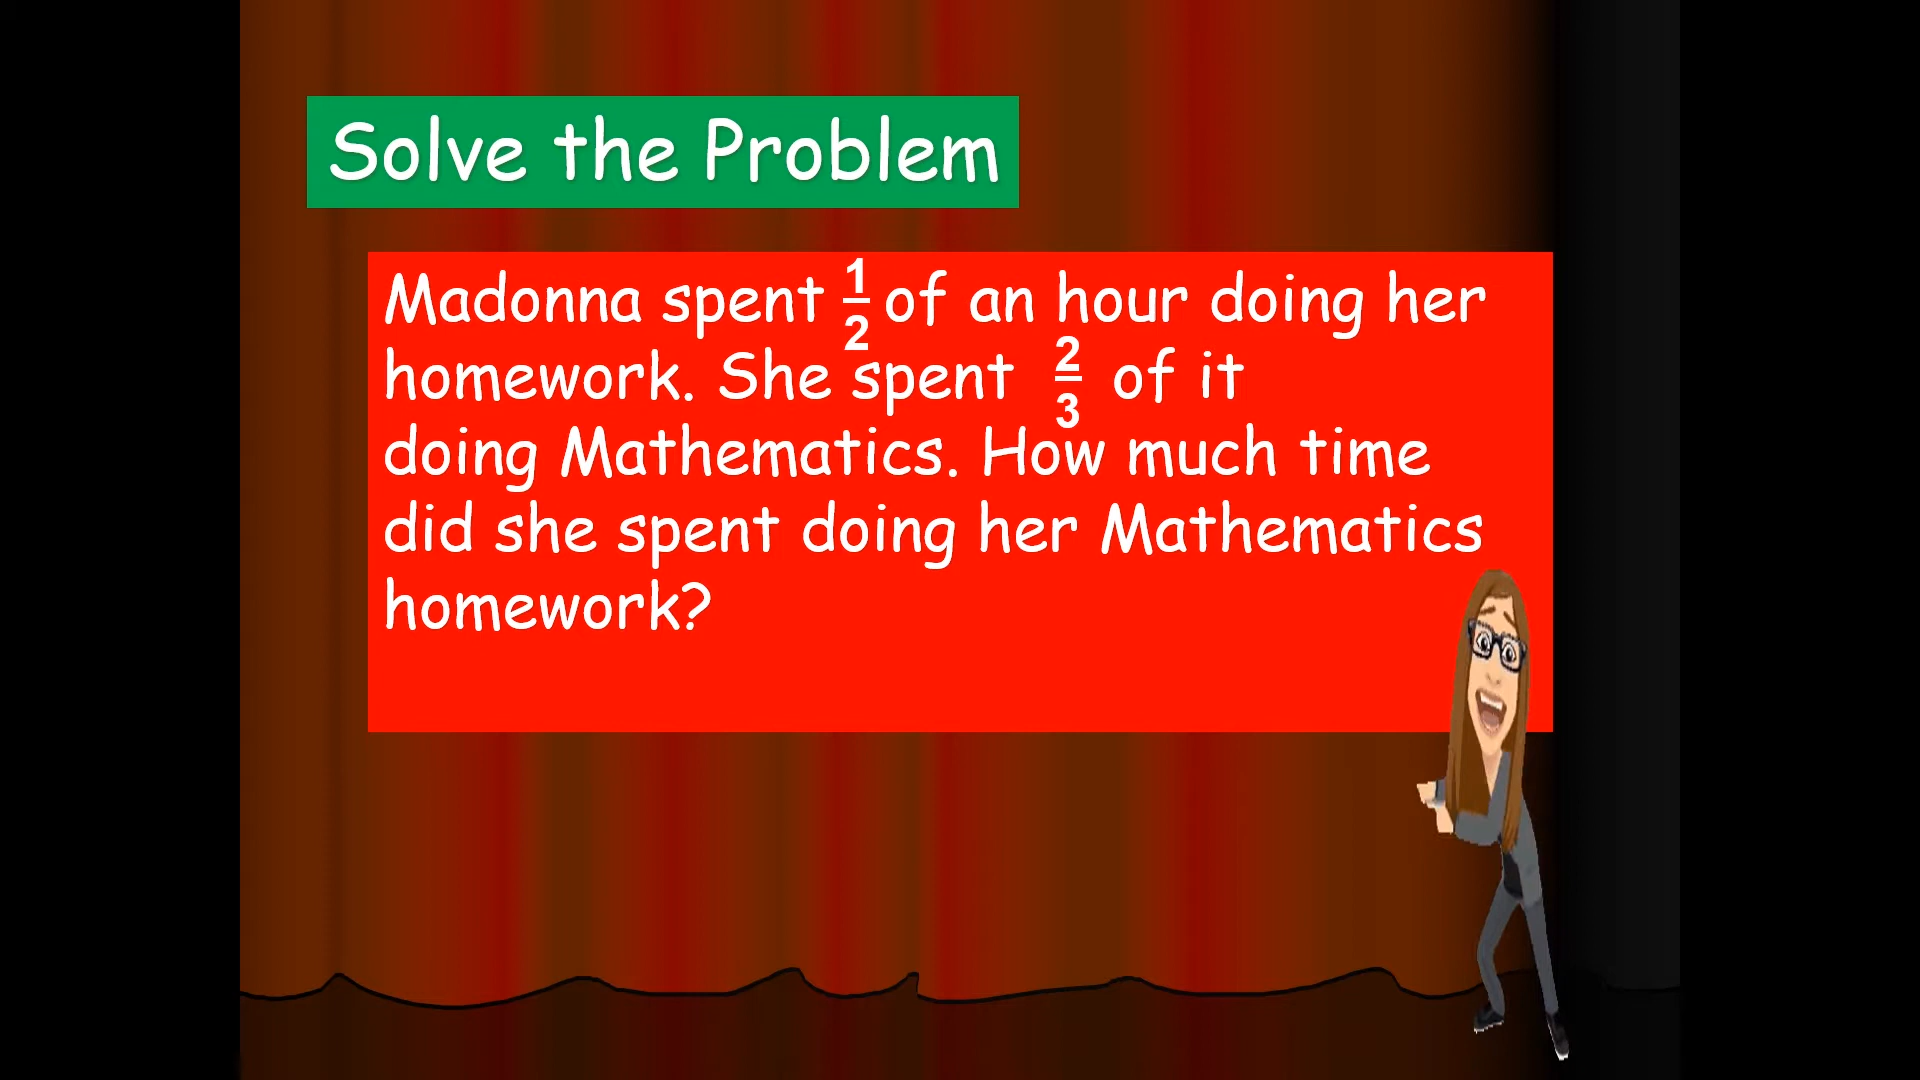 Solve the Problem
Madonna spent 1/2 of an hour doing her
homework. She spent 2/3 of it
doing Mathematics. How much time
did she spent doing her Mathematics
homework?